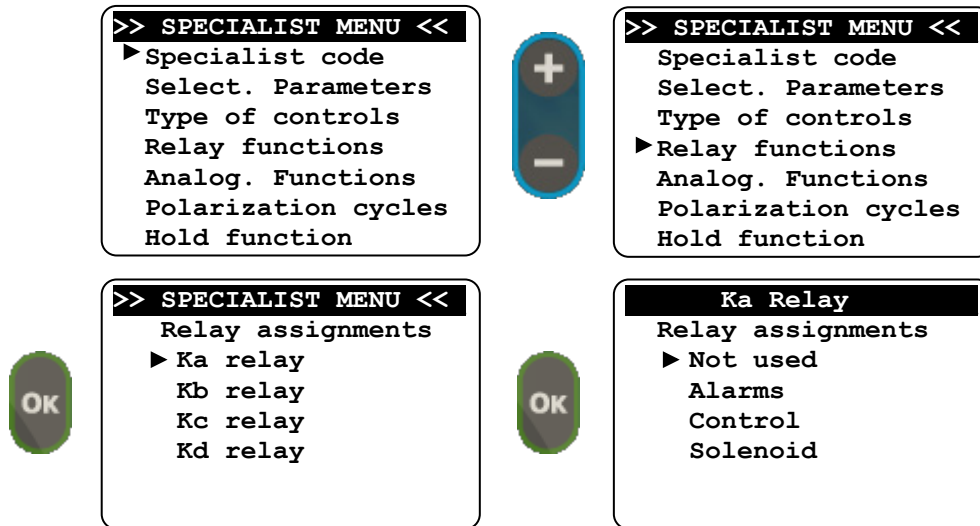 >> SPECIALIST MENU <<
►Specialist code
Select. Parameters
Type of controls
Relay functions
Analog. Functions
Polarization cycles
Hold function
+
−
>> SPECIALIST MENU <<
Specialist code
Select. Parameters
Type of controls
►Relay functions
Analog. Functions
Polarization cycles
Hold function
OK
>> SPECIALIST MENU <<
Relay assignments
► Ka relay
Kb relay
Kc relay
Kd relay
OK
Ka Relay
Relay assignments
► Not used
Alarms
Control
Solenoid